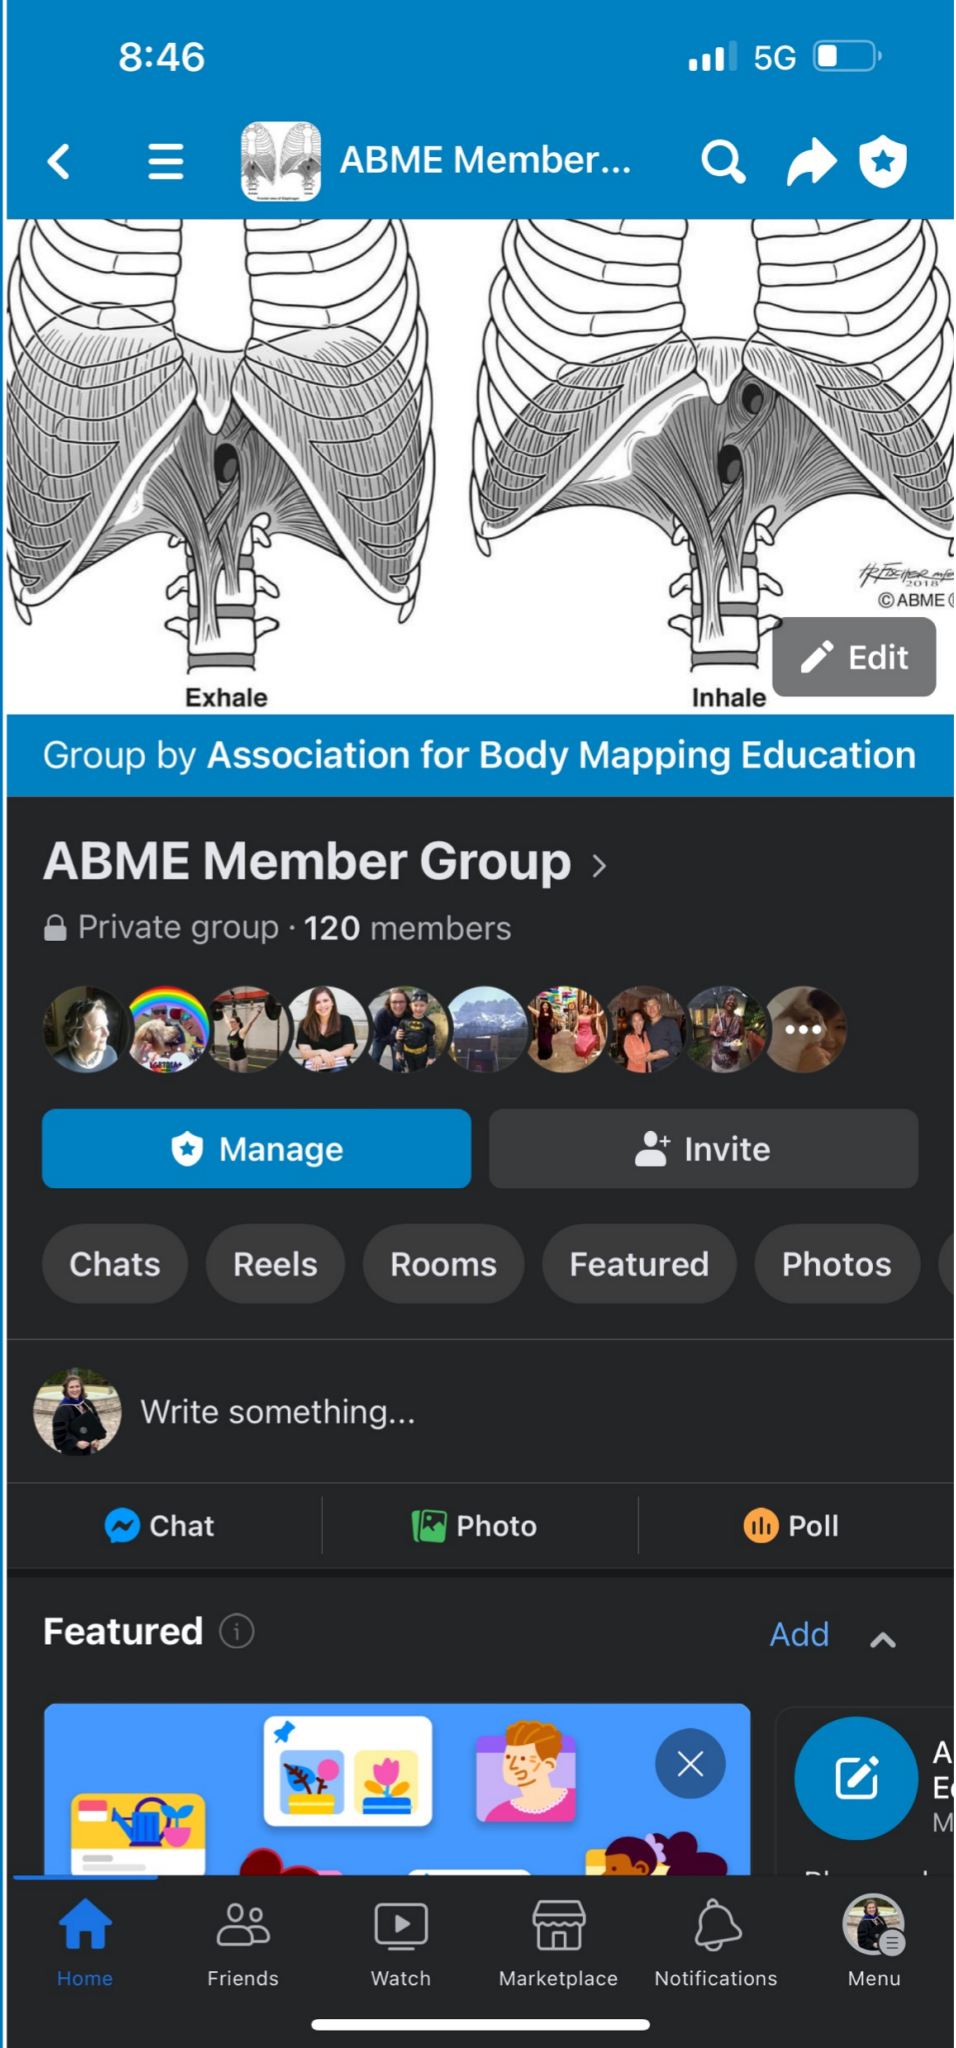 8:46
5G
ABME Member...
HRFischer
2018
© ABME
Edit
Exhale
Inhale
Group by Association for Body Mapping Education
ABME Member Group
Private group · 120 members
Manage
Invite
Chats
Reels
Rooms
Featured
Photos
Write something...
Chat
Photo
Poll
Featured
Add
Home
Friends
Watch
Marketplace
Notifications
Menu